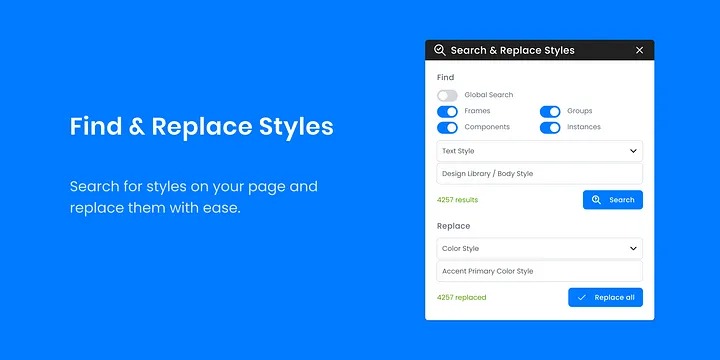 Find & Replace Styles
Search for styles on your page and
replace them with ease.
Search & Replace Styles
Find
Global Search
Frames
Groups
Components
Instances
Text Style
Design Library / Body Style
4257 results
Search
Replace
Color Style
Accent Primary Color Style
4257 replaced
Replace all